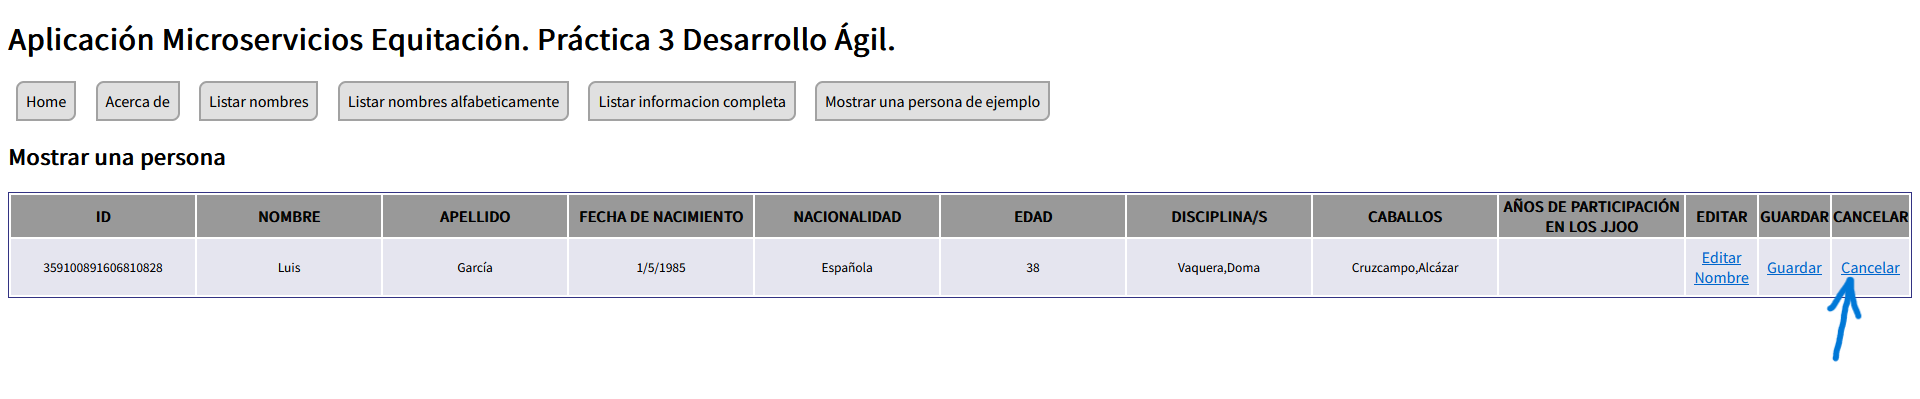 Aplicación Microservicios Equitación. Práctica 3 Desarrollo Ágil.
Home Acerca de Listar nombres Listar nombres alfabeticamente Listar informacion completa Mostrar una persona de ejemplo
Mostrar una persona
ID NOMBRE APELLIDO FECHA DE NACIMIENTO NACIONALIDAD EDAD DISCIPLINA/S CABALLOS AÑOS DE PARTICIPACIÓN EN LOS JJOO EDITAR GUARDAR CANCELAR
359100891606810828 Luis García 1/5/1985 Española 38 Vaquera,Doma Cruzcampo,Alcázar Editar Nombre Guardar Cancelar